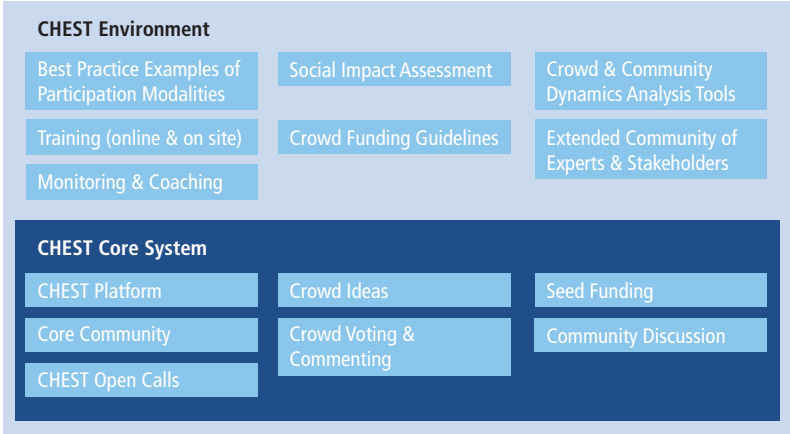 CHEST Environment
Best Practice Examples of
Participation Modalities
Training (online & on site)
Monitoring & Coaching
Social Impact Assessment
Crowd Funding Guidelines
Crowd & Community
Dynamics Analysis Tools
Extended Community of
Experts & Stakeholders
CHEST Core System
CHEST Platform
Core Community
CHEST Open Calls
Crowd Ideas
Crowd Voting &
Commenting
Seed Funding
Community Discussion